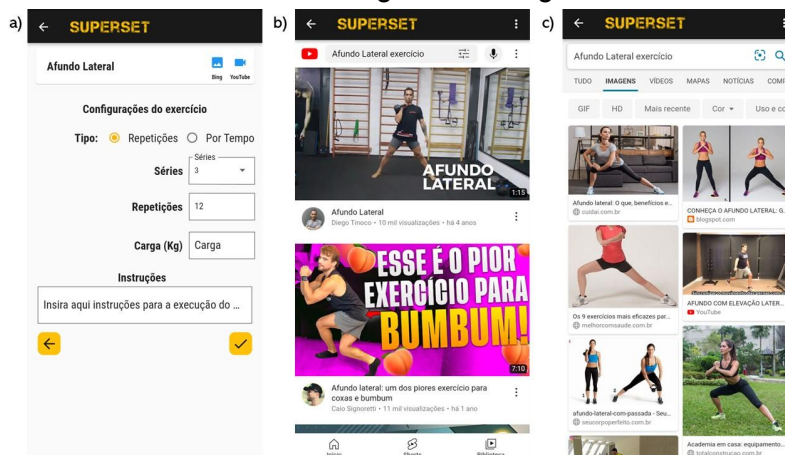 a)
SUPERSET
Afundo Lateral
Bing YouTube
Configurações do exercício
Tipo: Repetições Por Tempo
Séries
Séries 3
Repetições 12
Carga (Kg) Carga
Instruções
Insira aqui instruções para a execução do ...
b)
SUPERSET
Afundo Lateral exercício
AFUNDO
LATERAL
1:15
Afundo Lateral
Diego Tinoco • 10 mil visualizações • há 4 anos
ESSE É O PIOR
EXERCÍCIO PARA
BUMBUM!
7:10
Afundo lateral: um dos piores exercício para
coxas e bumbum
Caio Signoretti • 11 mil visualizações • há 1 ano
Início Shorts Biblioteca
c)
SUPERSET
Afundo Lateral exercício
TUDO IMAGENS VÍDEOS MAPAS NOTÍCIAS COMP
GIF HD Mais recente Cor Uso e co
Afundo lateral: O que, benefícios e...
cuidai.com.br
CONHEÇA O AFUNDO LATERAL: G...
blogspot.com
Os 9 exercícios mais eficazes par...
melhorcomsaude.com.br
AFUNDO COM ELEVAÇÃO LATER...
YouTube
afundo-lateral-com-passada - Seu...
seucorpoperfeito.com.br
Academia em casa: equipamento...
totalconstrucao.com.br